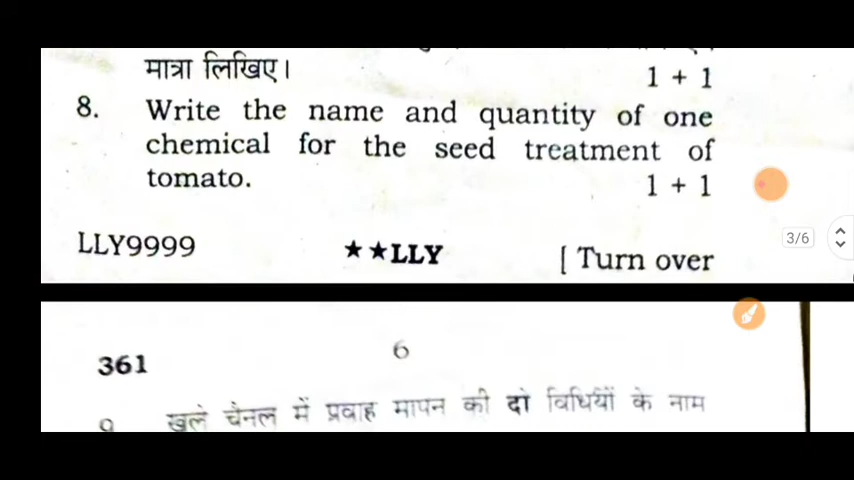 मात्रा लिखिए।
1 + 1
8. Write the name and quantity of one
chemical for the seed treatment of
tomato.
1 + 1
LLY9999 ★★LLY [ Turn over
3/6
361
6
खुले चैनल में प्रवाह मापन की दो विधियों के नाम